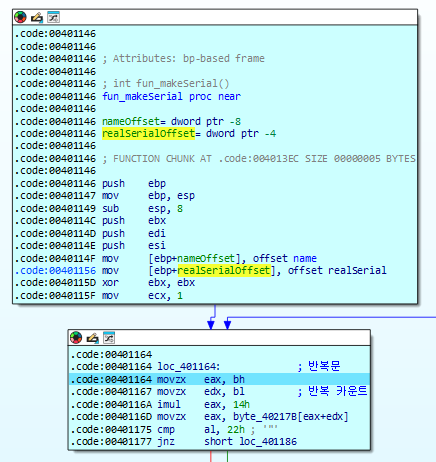 .code:00401146
.code:00401146
.code:00401146 ; Attributes: bp-based frame
.code:00401146
.code:00401146 ; int fun_makeSerial()
.code:00401146 fun_makeSerial proc near
.code:00401146
.code:00401146 nameOffset= dword ptr -8
.code:00401146 realSerialOffset= dword ptr -4
.code:00401146
.code:00401146 ; FUNCTION CHUNK AT .code:004013EC SIZE 00000005 BYTES
.code:00401146
.code:00401146 push ebp
.code:00401147 mov ebp, esp
.code:00401149 sub esp, 8
.code:0040114C push ebx
.code:0040114D push edi
.code:0040114E push esi
.code:0040114F mov [ebp+nameOffset], offset name
.code:00401156 mov [ebp+realSerialOffset], offset realSerial
.code:0040115D xor ebx, ebx
.code:0040115F mov ecx, 1
.code:00401164
.code:00401164 loc_401164: ; 반복문
.code:00401164 movzx eax, bh
.code:00401167 movzx edx, bl ; 반복 카운트
.code:0040116A imul eax, 14h
.code:0040116D movzx eax, byte_40217B[eax+edx]
.code:00401175 cmp al, 22h ; '"'
.code:00401177 jnz short loc_401186